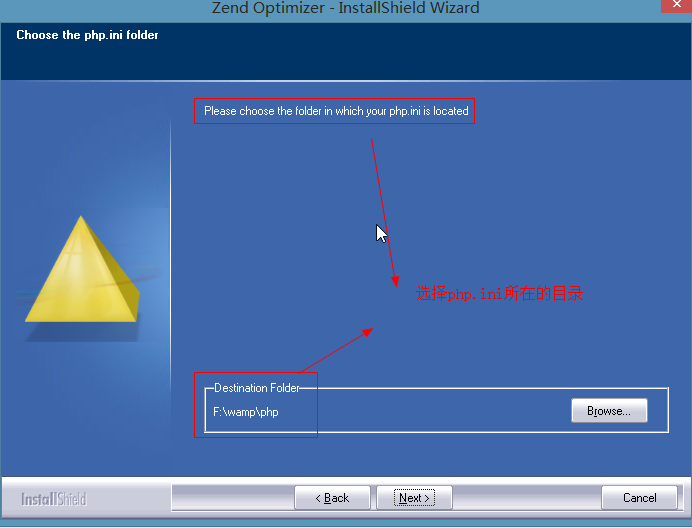 Zend Optimizer - InstallShield Wizard
Choose the php.ini folder
Please choose the folder in which your php.ini is located
选择php.ini所在的目录
Destination Folder
F:\wamp\php
Browse...
InstallShield
< Back
Next >
Cancel